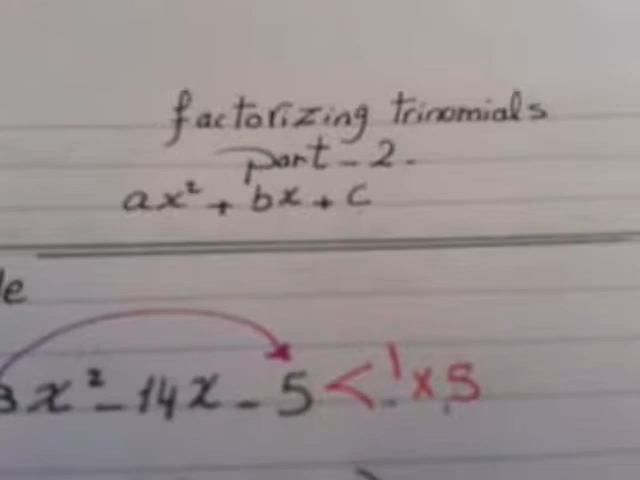 factorizing trinomials
part - 2.
ax² + bx + c
le
3x² - 14x - 5 < 1 x 5